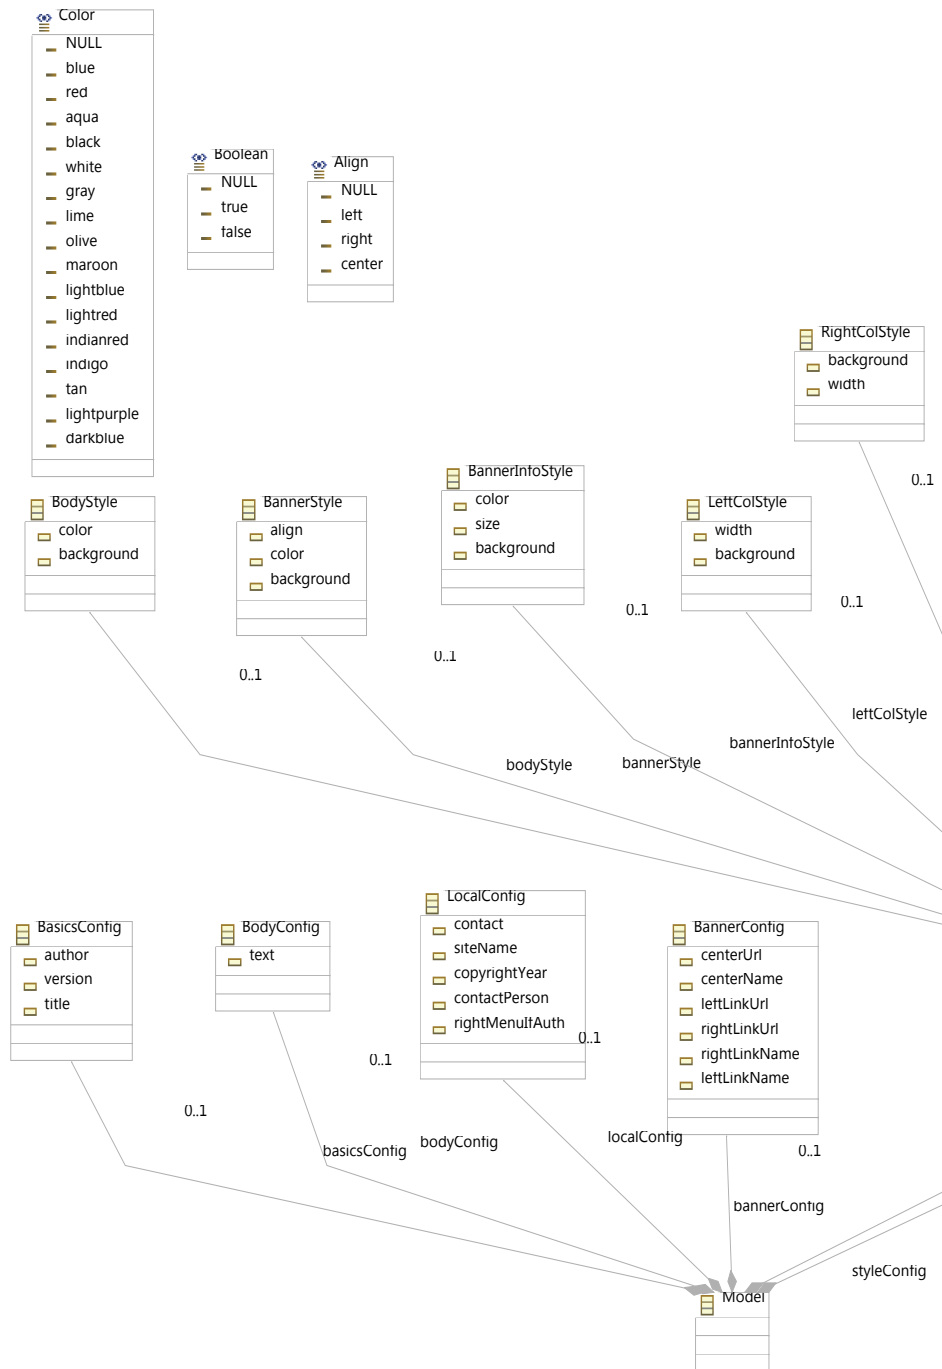 Color
NULL
blue
red
aqua
black
white
gray
lime
olive
maroon
lightblue
lightred
indianred
indigo
tan
lightpurple
darkblue
Boolean
NULL
true
false
Align
NULL
left
right
center
RightColStyle
background
width
0..1
BodyStyle
color
background
BannerStyle
align
color
background
BannerInfoStyle
color
size
background
LeftColStyle
width
background
0..1
0..1
0..1
0..1
leftColStyle
bannerInfoStyle
bannerStyle
bodyStyle
BasicsConfig
author
version
title
BodyConfig
text
LocalConfig
contact
siteName
copyrightYear
contactPerson
rightMenuIfAuth
BannerConfig
centerUrl
centerName
leftLinkUrl
rightLinkUrl
rightLinkName
leftLinkName
0..1
0..1
0..1
0..1
basicsConfig
bodyConfig
localConfig
bannerConfig
styleConfig
Model